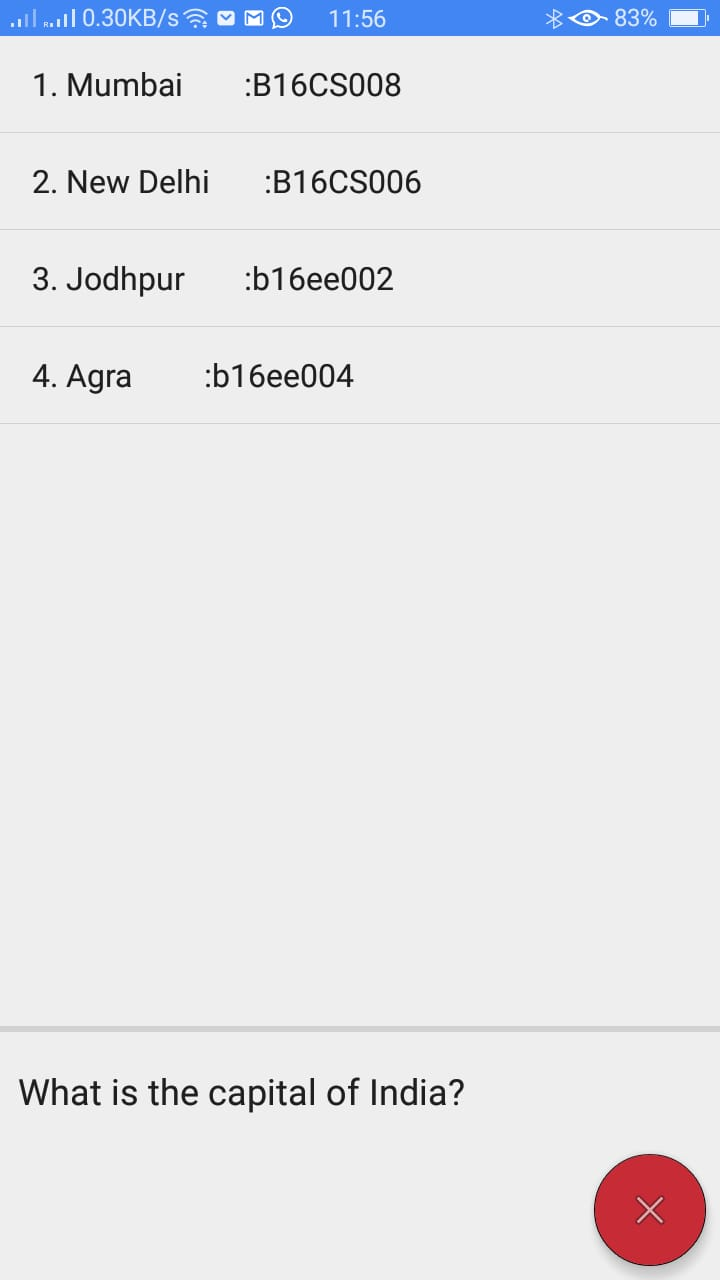 0.30KB/s 11:56 83%
1. Mumbai :B16CS008
2. New Delhi :B16CS006
3. Jodhpur :b16ee002
4. Agra :b16ee004
What is the capital of India?